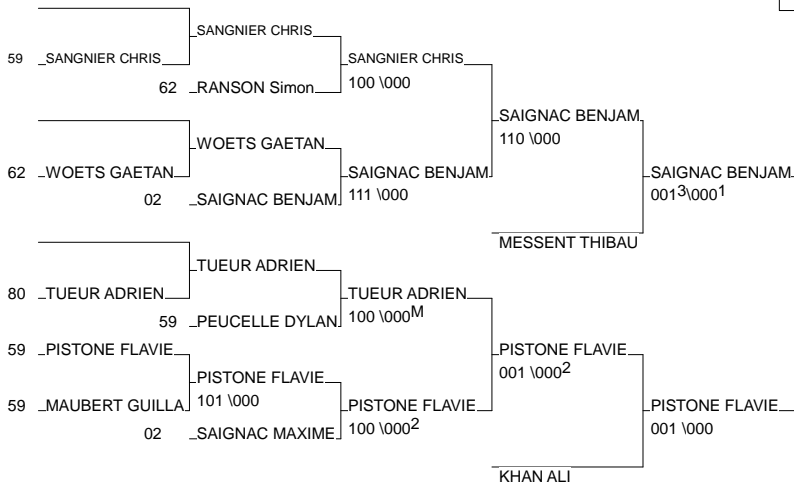 SANGNIER CHRIS
59 SANGNIER CHRIS
SANGNIER CHRIS
62 RANSON Simon
100 \000
SAIGNAC BENJAM
WOETS GAETAN
110 \000
62 WOETS GAETAN
SAIGNAC BENJAM
SAIGNAC BENJAM
02 SAIGNAC BENJAM
111 \000
001³\000¹
MESSENT THIBAU
TUEUR ADRIEN
80 TUEUR ADRIEN
TUEUR ADRIEN
59 PEUCELLE DYLAN
100 \000ᴹ
59 PISTONE FLAVIE
PISTONE FLAVIE
PISTONE FLAVIE
001 \000²
59 MAUBERT GUILLA
101 \000
PISTONE FLAVIE
PISTONE FLAVIE
02 SAIGNAC MAXIME
100 \000²
001 \000
KHAN ALI